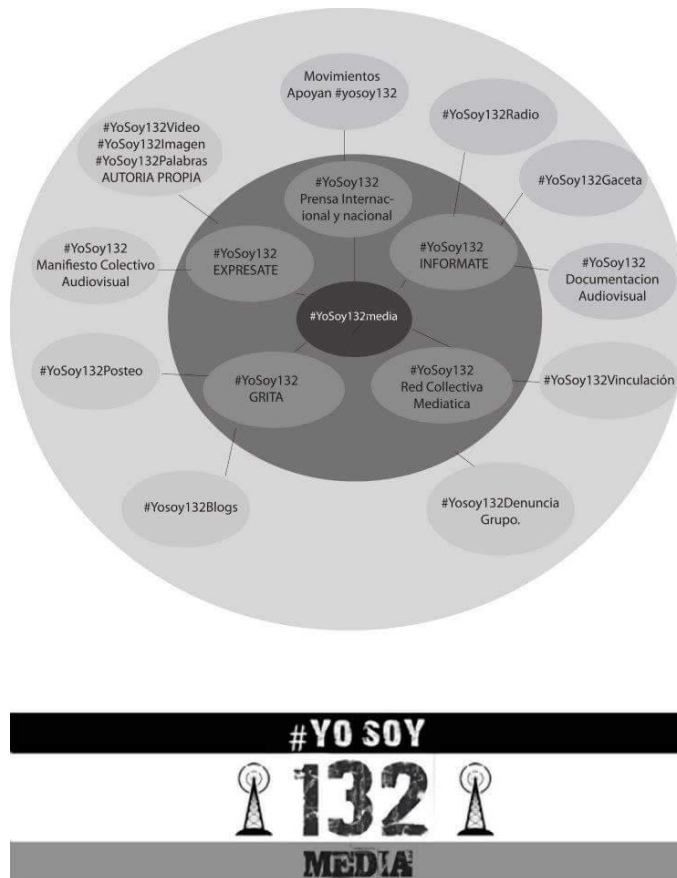 Movimientos
Apoyan #yosoy132
#YoSoy132Radio
#YoSoy132Video
#YoSoy132Imagen
#YoSoy132Palabras
AUTORIA PROPIA
#YoSoy132
Prensa Internac-
ional y nacional
#YoSoy132Gaceta
#YoSoy132
Manifiesto Colectivo
Audiovisual
#YoSoy132
EXPRESATE
#YoSoy132
INFORMATE
#YoSoy132
Documentacion
Audiovisual
#YoSoy132media
#YoSoy132Posteo
#YoSoy132
GRITA
#YoSoy132
Red Collectiva
Mediatica
#YoSoy132Vinculación
#Yosoy132Blogs
#Yosoy132Denuncia
Grupo.
#YO SOY
132
MEDIA